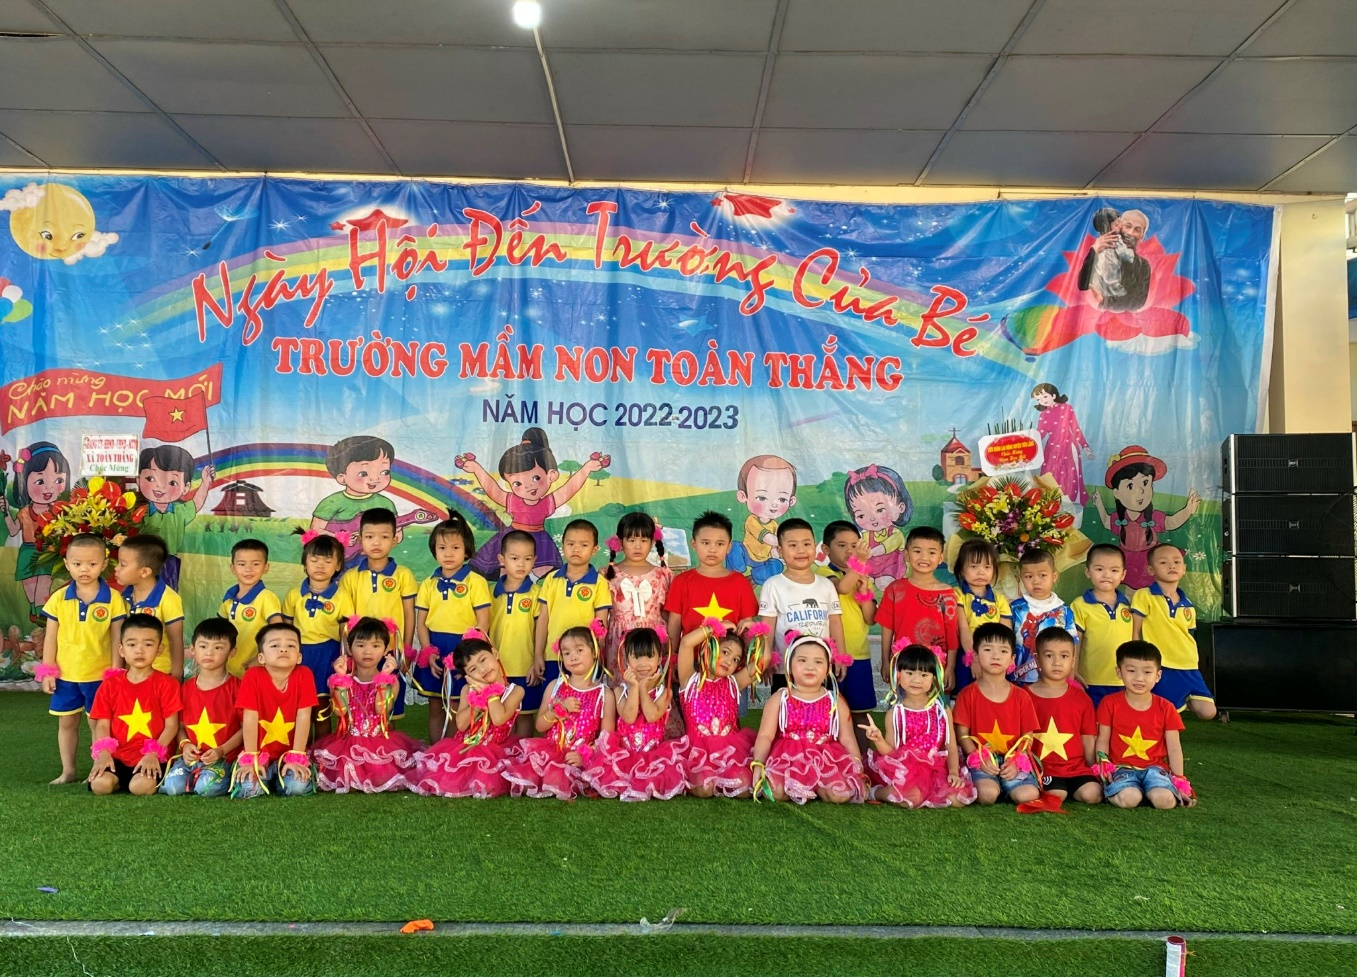 Ngày Hội Đến Trường Của Bé
TRƯỜNG MẦM NON TOÀN THẮNG
NĂM HỌC 2022-2023
Chào mừng
NĂM HỌC MỚI
XÃ TOÀN THẮNG
Chúc Mừng
CALIFORNIA